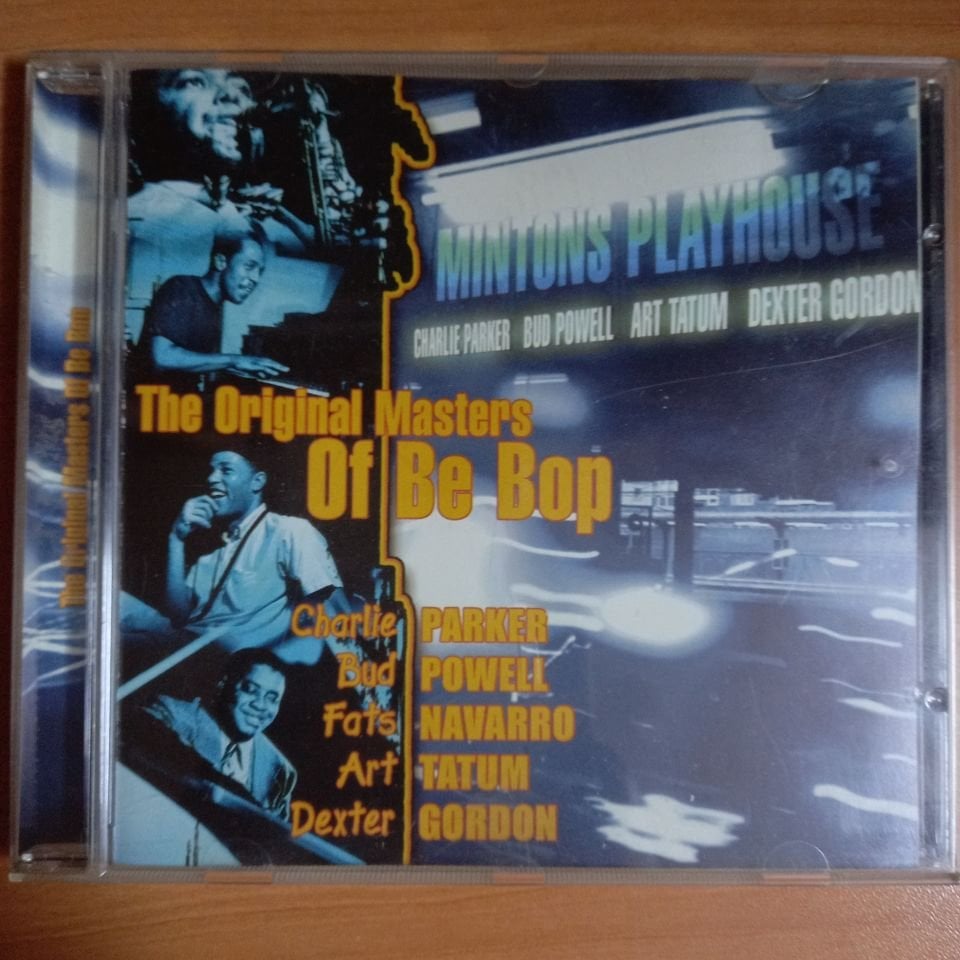 The Original Masters Of Be Bop
MINTONS PLAYHOUSE
CHARLIE PARKER BUD POWELL ART TATUM DEXTER GORDON
The Original Masters
Of Be Bop
Charlie PARKER
Bud POWELL
Fats NAVARRO
Art TATUM
Dexter GORDON